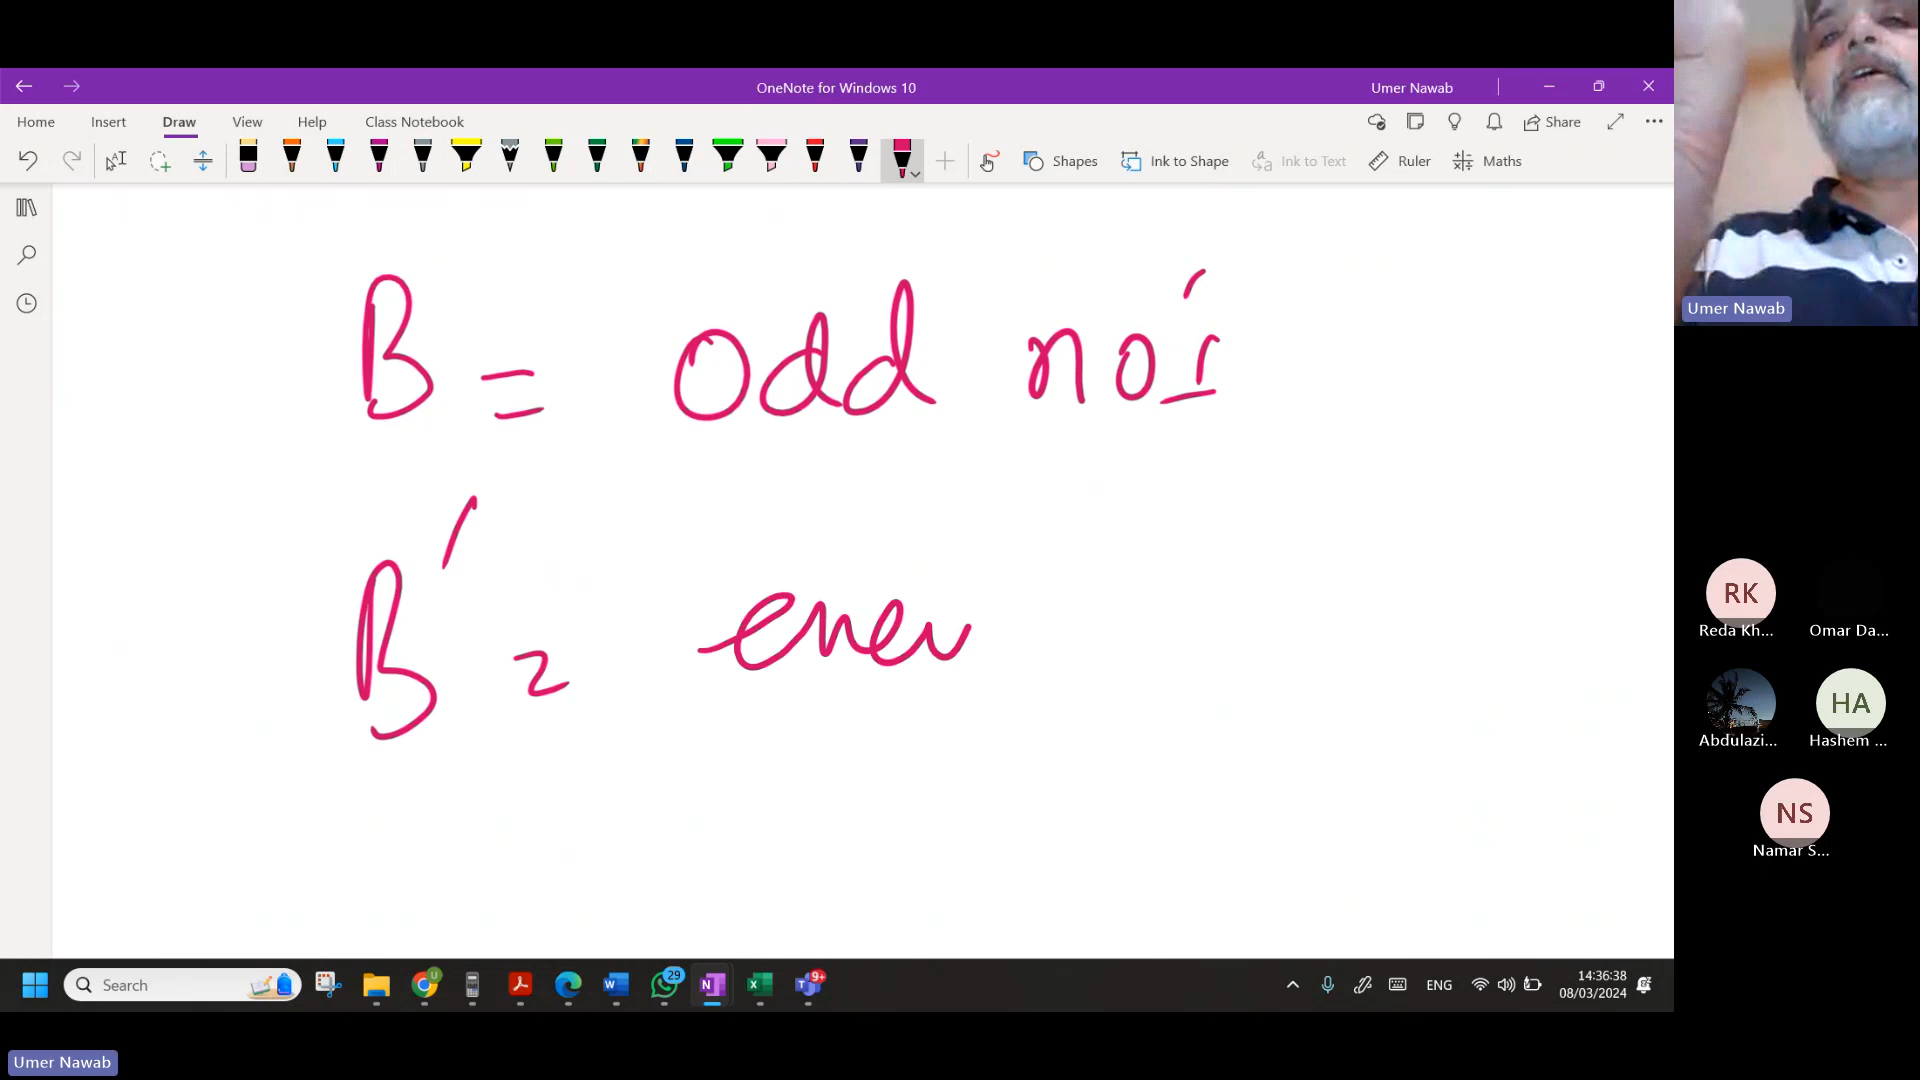 OneNote for Windows 10
Umer Nawab
Home Insert Draw View Help Class Notebook Share
Shapes Ink to Shape Ink to Text Ruler Maths
Umer Nawab
B = odd no's
B' = even
RK
Reda Kh... Omar Da...
HA
Abdulazi... Hashem ...
NS
Namar S...
Search
29
9+
ENG
14:36:38
08/03/2024
Umer Nawab